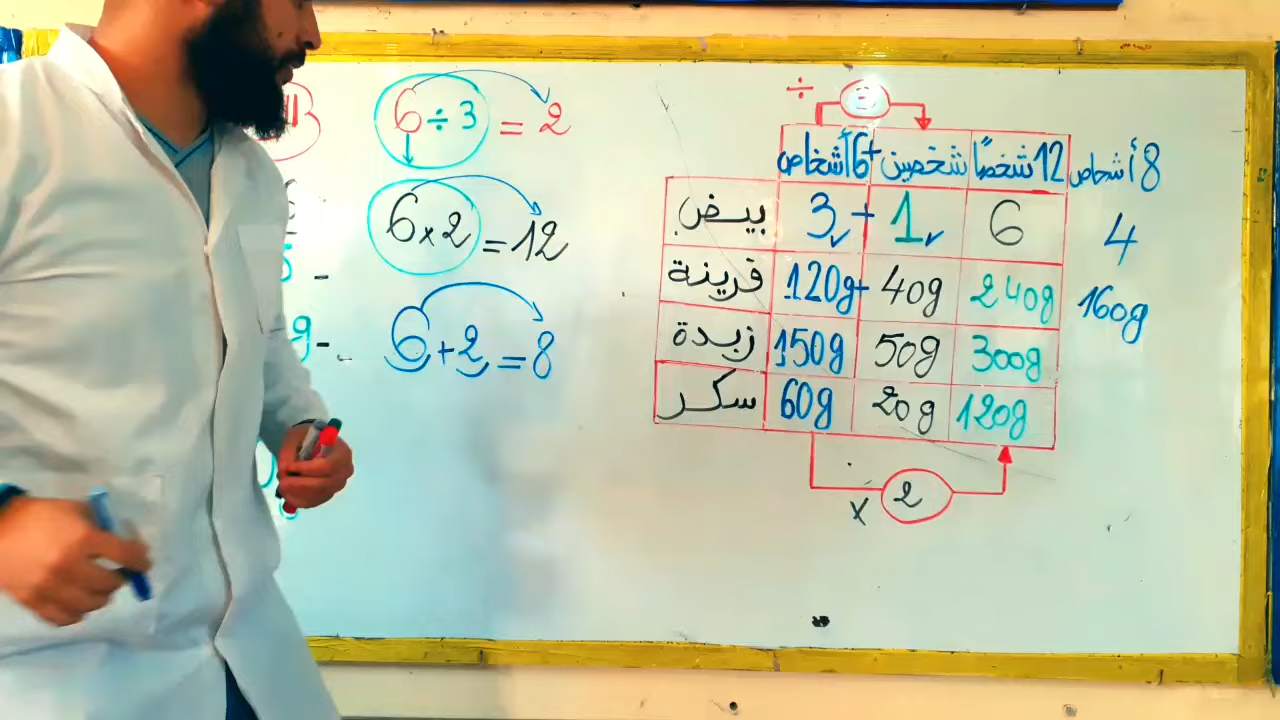 6 ÷ 3 = 2
6 × 2 = 12
6 + 2 = 8
÷ 3
6 أشخاص + شخصين 12 شخصًا 8 أشخاص
بيض 3 + 1 6 4
فرينة 120g + 40g 240g 160g
زبدة 150g 50g 300g
سكر 60g 20g 120g
× 2